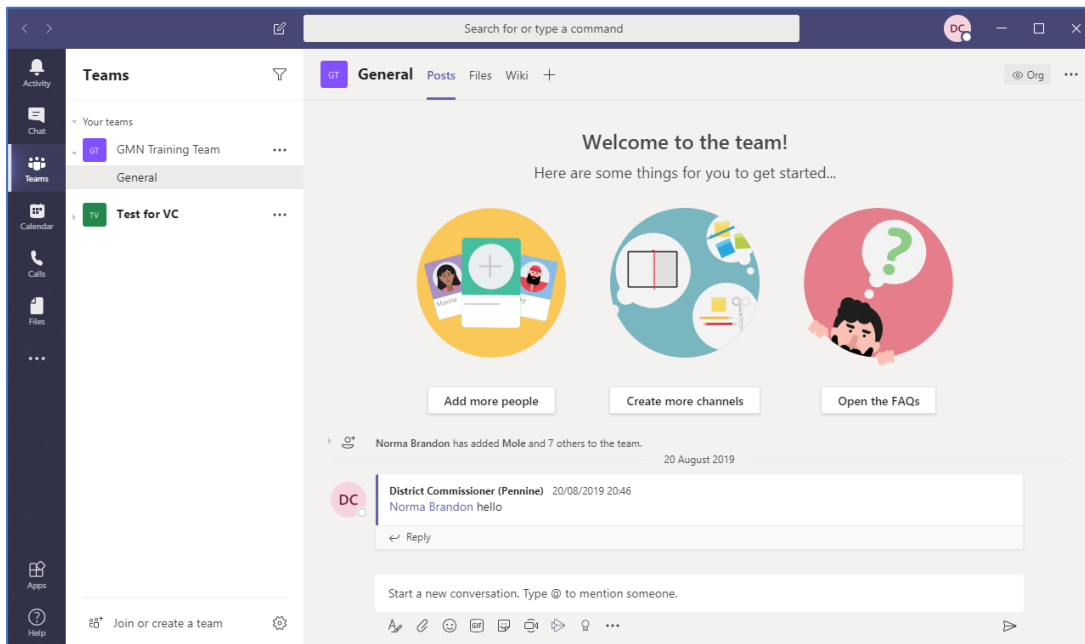 Search for or type a command
DC
Activity
Chat
Teams
Calendar
Calls
Files
Apps
Help
Teams
Your teams
GT GMN Training Team
General
TV Test for VC
Join or create a team
GT General Posts Files Wiki
Org
Welcome to the team!
Here are some things for you to get started...
Maxine
Add more people
Create more channels
Open the FAQs
Norma Brandon has added Mole and 7 others to the team.
20 August 2019
DC
District Commissioner (Pennine) 20/08/2019 20:46
Norma Brandon hello
Reply
Start a new conversation. Type @ to mention someone.
GIF